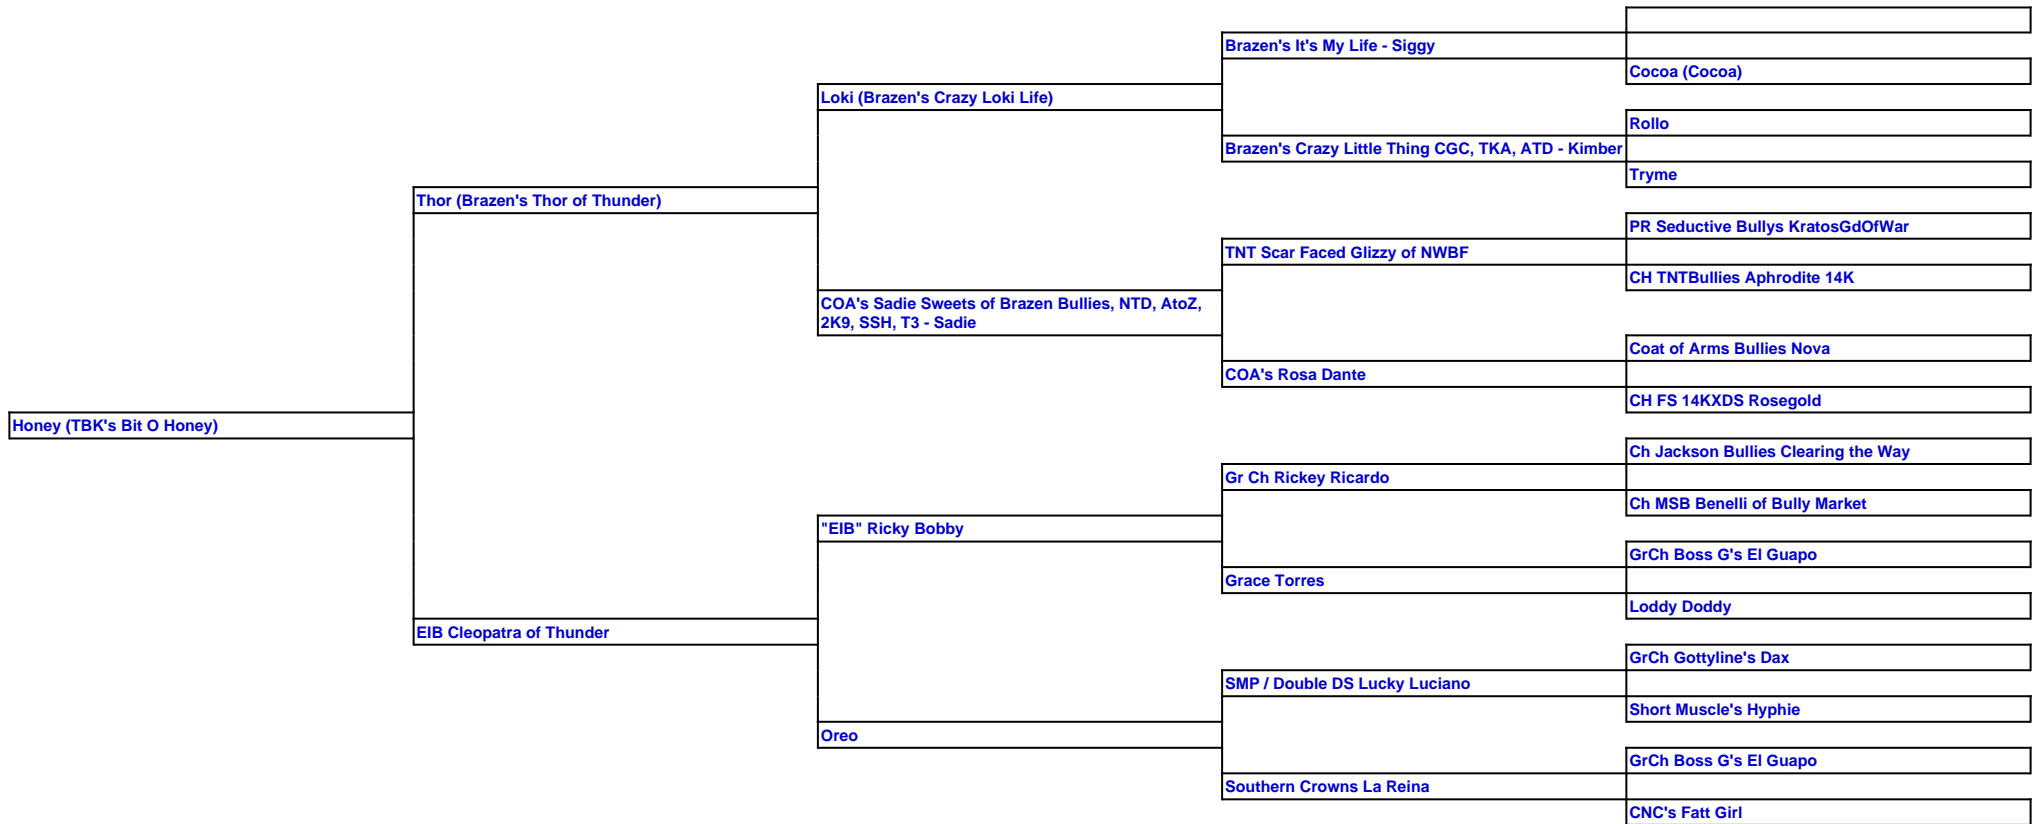 Brazen's It's My Life - Siggy
Cocoa (Cocoa)
Loki (Brazen's Crazy Loki Life)
Rollo
Brazen's Crazy Little Thing CGC, TKA, ATD - Kimber
Tryme
Thor (Brazen's Thor of Thunder)
PR Seductive Bullys KratosGdOfWar
TNT Scar Faced Glizzy of NWBF
CH TNTBullies Aphrodite 14K
COA's Sadie Sweets of Brazen Bullies, NTD, AtoZ,
2K9, SSH, T3 - Sadie
Coat of Arms Bullies Nova
COA's Rosa Dante
CH FS 14KXDS Rosegold
Honey (TBK's Bit O Honey)
Ch Jackson Bullies Clearing the Way
Gr Ch Rickey Ricardo
Ch MSB Benelli of Bully Market
"EIB" Ricky Bobby
GrCh Boss G's El Guapo
Grace Torres
Loddy Doddy
EIB Cleopatra of Thunder
GrCh Gottyline's Dax
SMP / Double DS Lucky Luciano
Short Muscle's Hyphie
Oreo
GrCh Boss G's El Guapo
Southern Crowns La Reina
CNC's Fatt Girl